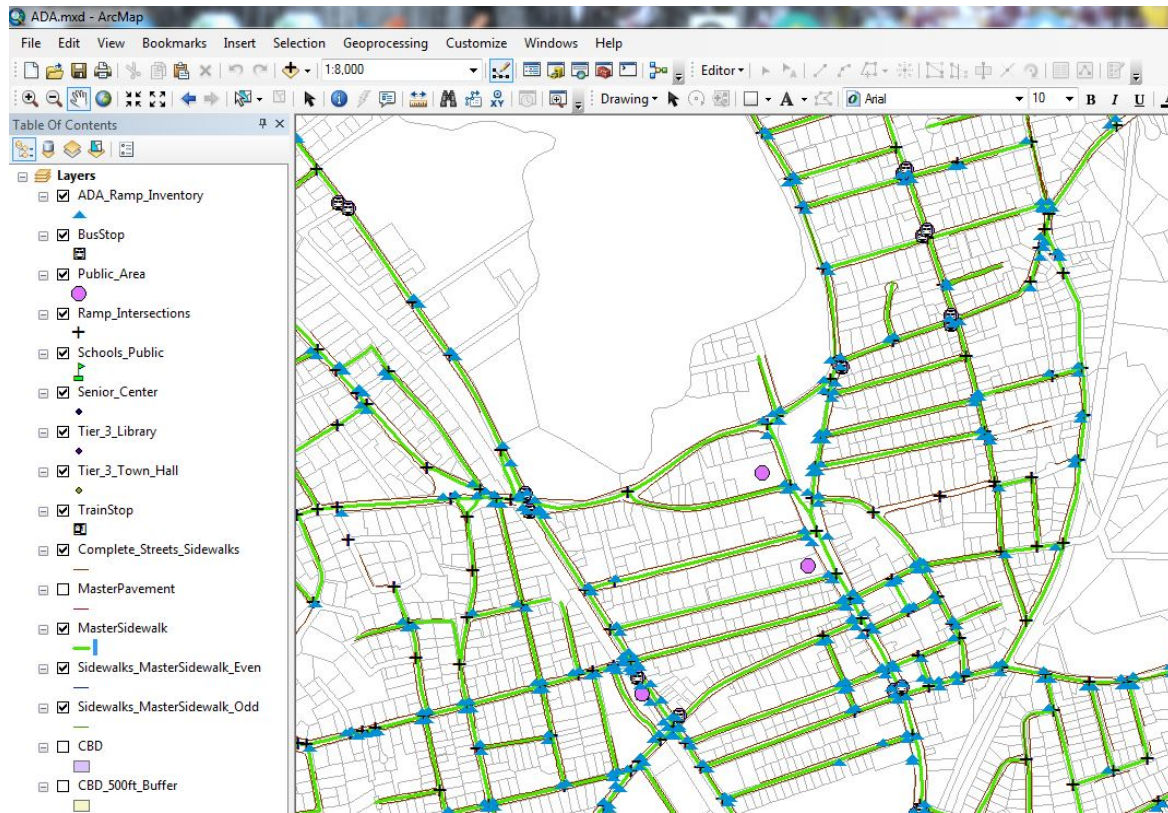 ADA.mxd - ArcMap
File Edit View Bookmarks Insert Selection Geoprocessing Customize Windows Help
1:8,000 Editor
Drawing A Arial 10 B I U A
Table Of Contents
Layers
ADA_Ramp_Inventory
BusStop
Public_Area
Ramp_Intersections
Schools_Public
Senior_Center
Tier_3_Library
Tier_3_Town_Hall
TrainStop
Complete_Streets_Sidewalks
MasterPavement
MasterSidewalk
Sidewalks_MasterSidewalk_Even
Sidewalks_MasterSidewalk_Odd
CBD
CBD_500ft_Buffer